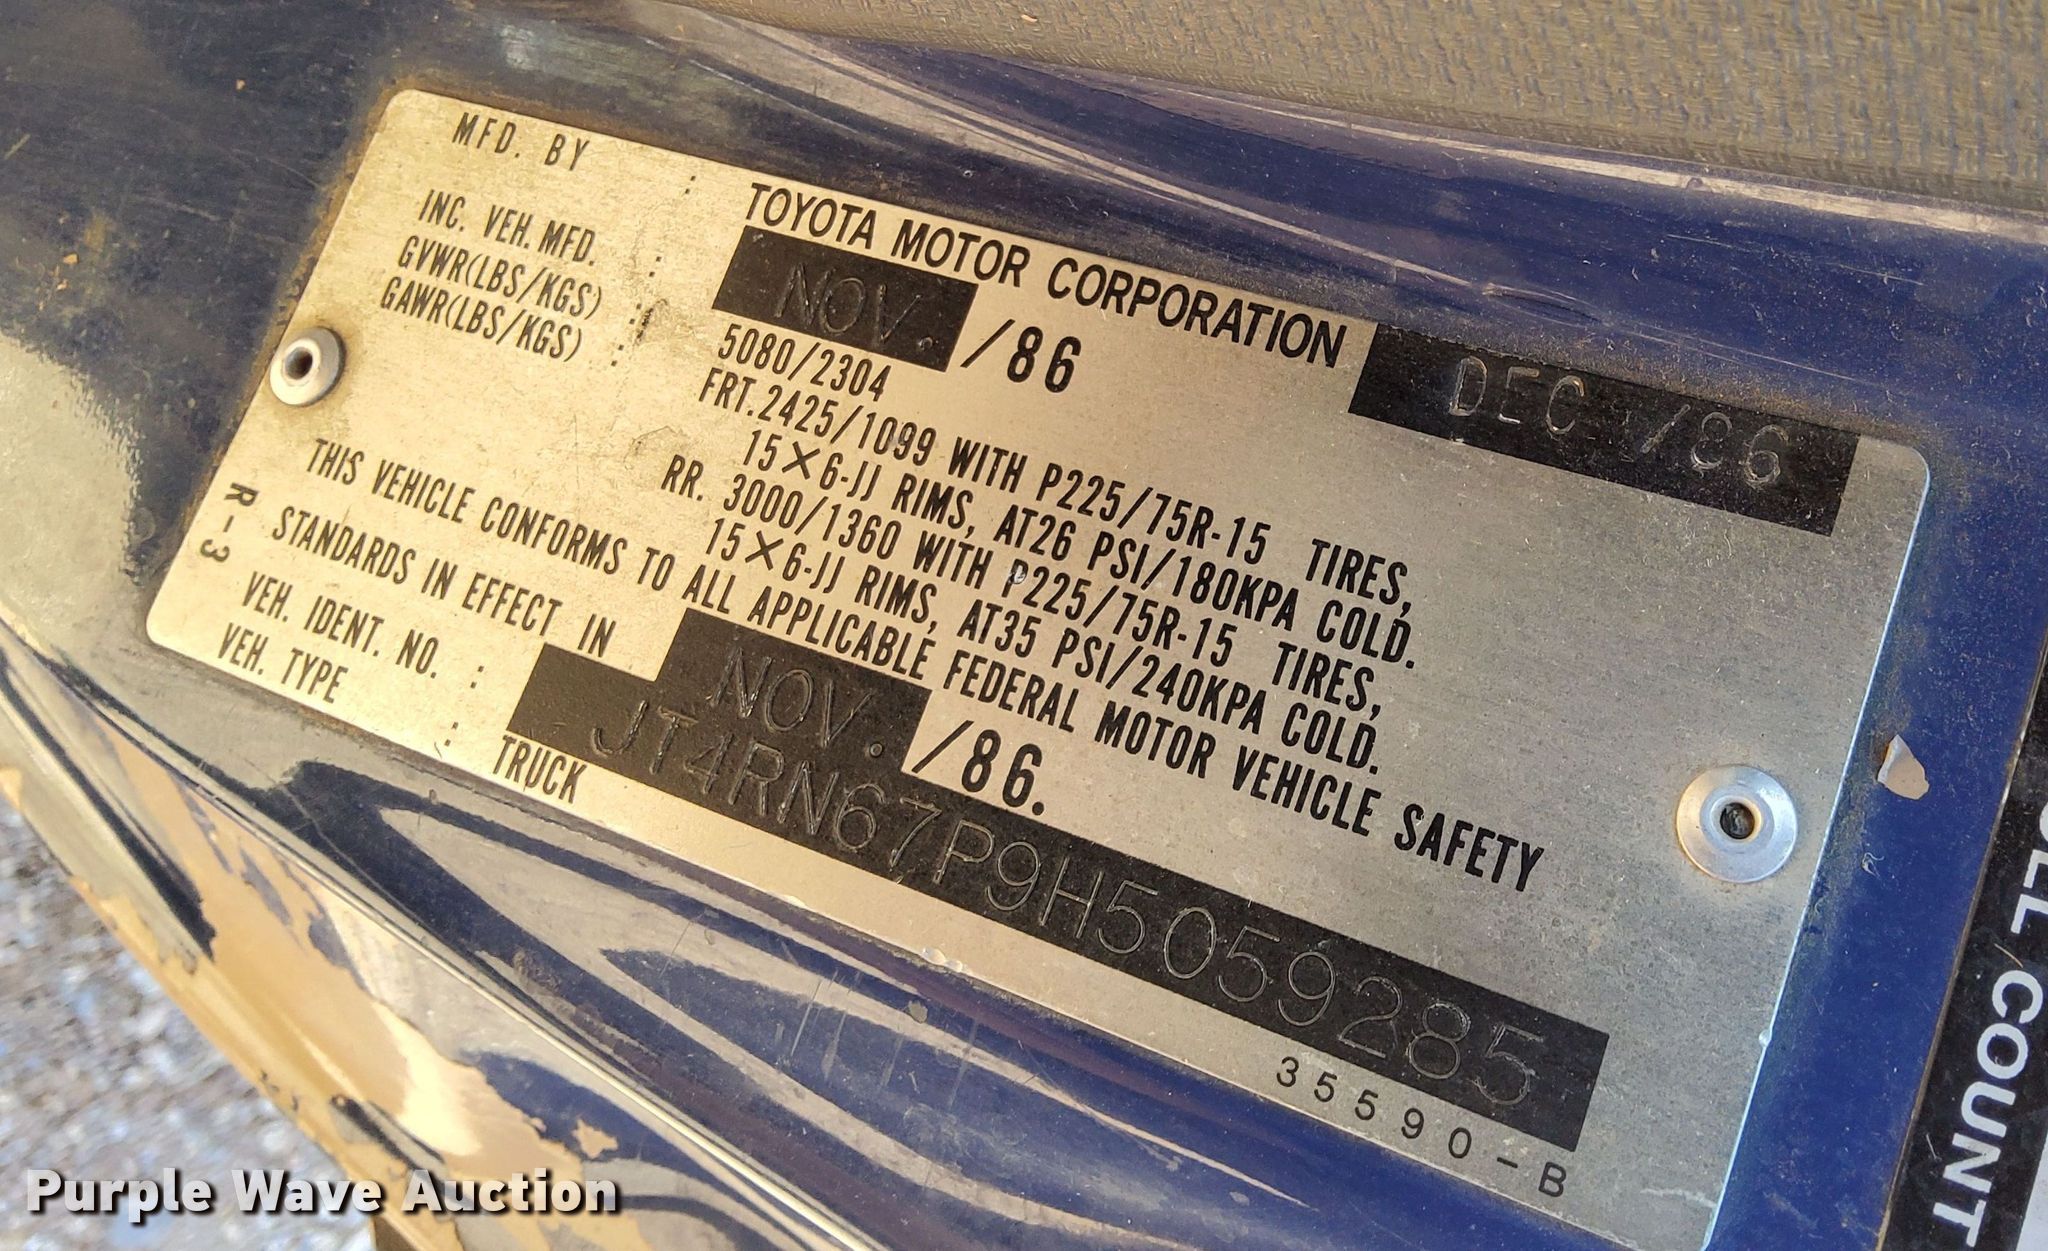 MFD. BY : TOYOTA MOTOR CORPORATION DEC /86
INC. VEH. MFD. : NOV. /86
GVWR(LBS/KGS) : 5080/2304
GAWR(LBS/KGS) : FRT.2425/1099 WITH P225/75R-15 TIRES,
15×6-JJ RIMS, AT26 PSI/180KPA COLD.
RR. 3000/1360 WITH P225/75R-15 TIRES,
15×6-JJ RIMS, AT35 PSI/240KPA COLD.
THIS VEHICLE CONFORMS TO ALL APPLICABLE FEDERAL MOTOR VEHICLE SAFETY
STANDARDS IN EFFECT IN NOV. /86.
VEH. IDENT. NO. : JT4RN67P9H5059285
VEH. TYPE : TRUCK
R-3
35590-B
COUNT
Purple Wave Auction